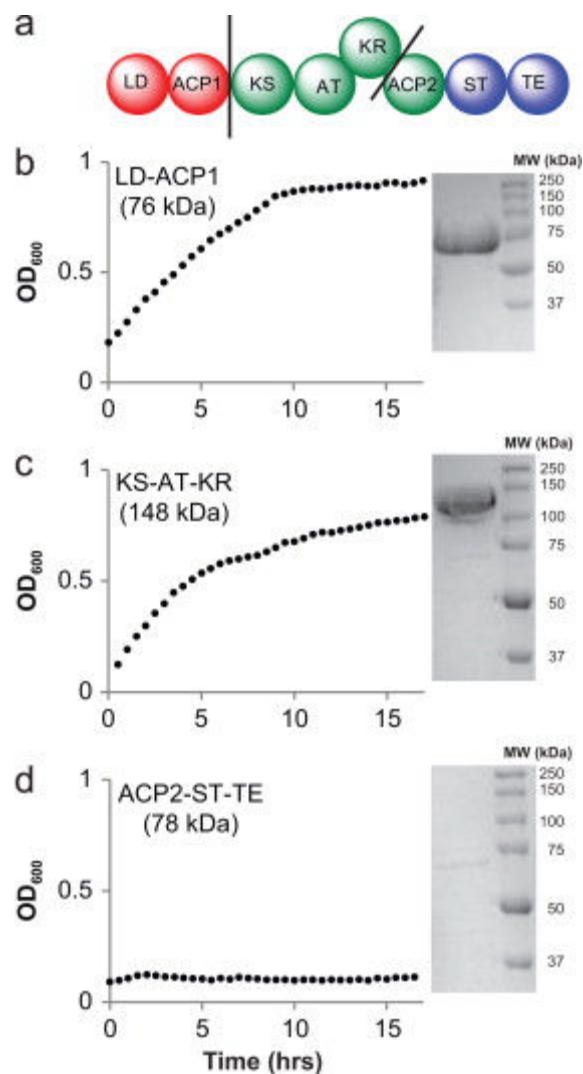 a
LD
ACP1
KS
AT
KR
ACP2
ST
TE
b
LD-ACP1
(76 kDa)
OD600
1
0.5
0
0
5
10
15
MW (kDa)
250
150
100
75
50
37
c
KS-AT-KR
(148 kDa)
OD600
1
0.5
0
0
5
10
15
MW (kDa)
250
150
100
75
50
37
d
ACP2-ST-TE
(78 kDa)
OD600
1
0.5
0
0
5
10
15
Time (hrs)
MW (kDa)
250
150
100
75
50
37